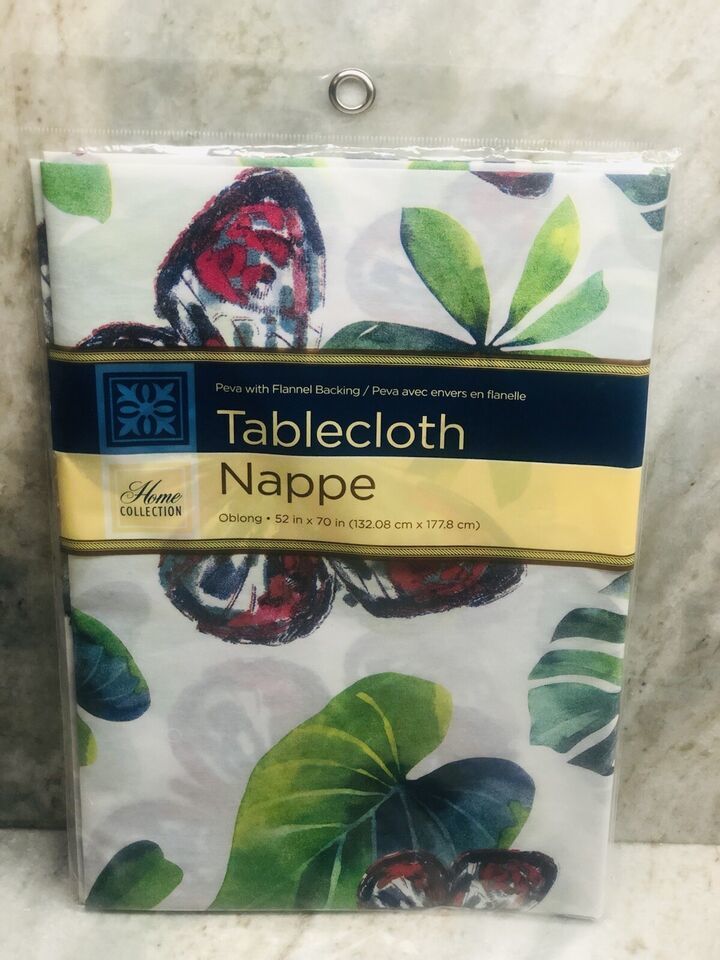 Peva with Flannel Backing / Peva avec envers en flanelle
Tablecloth
Nappe
Home
COLLECTION
Oblong • 52 in x 70 in (132.08 cm x 177.8 cm)